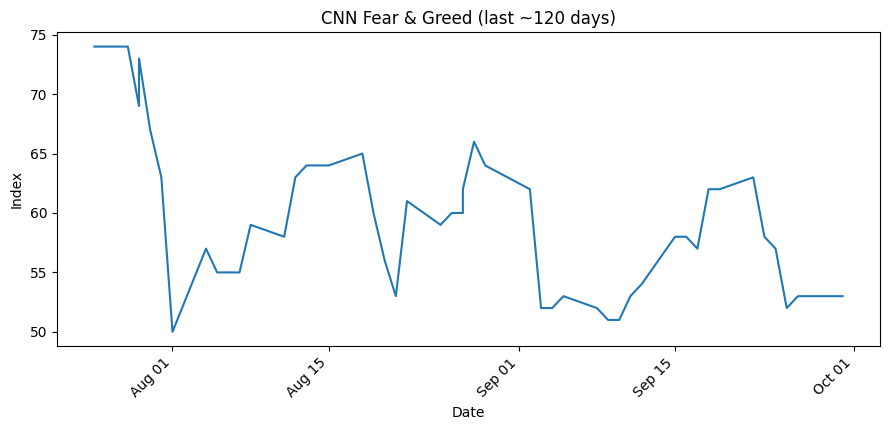 CNN Fear & Greed (last ~120 days)
75
70
65
60
55
50
Index
Aug 01
Aug 15
Sep 01
Sep 15
Oct 01
Date